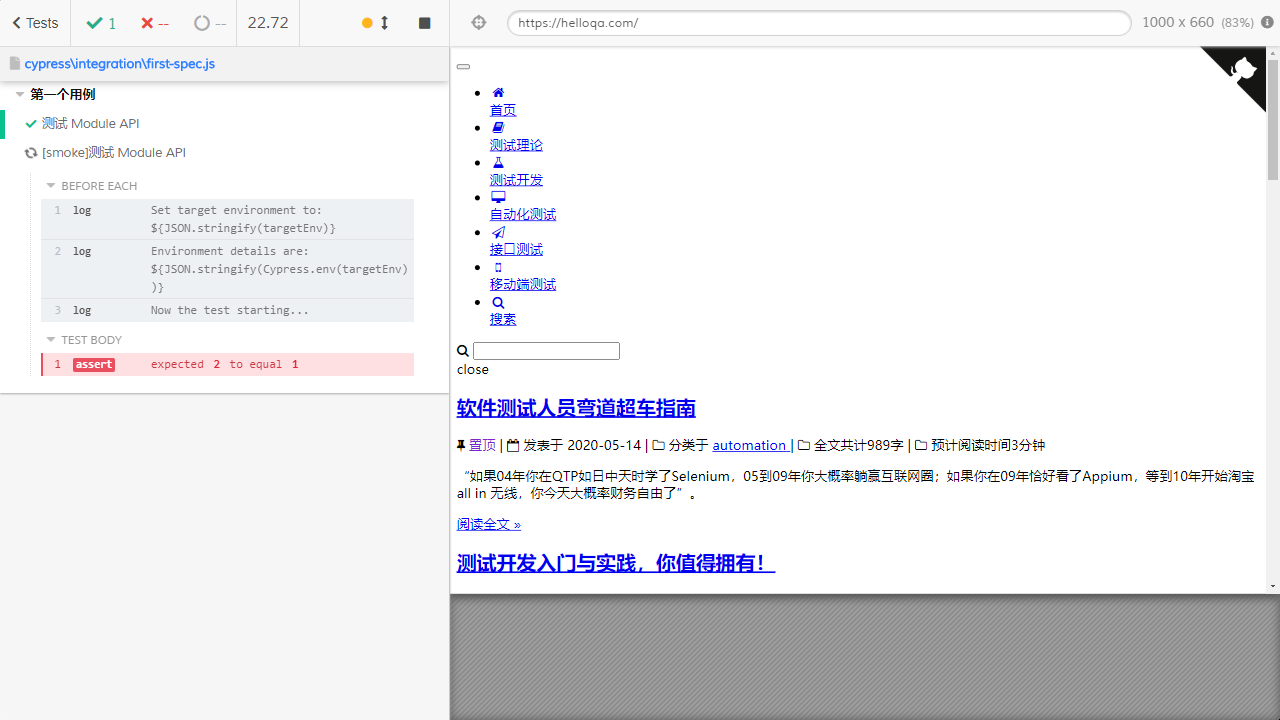 Tests
1
--
--
22.72
https://helloqa.com/
1000 x 660 (83%)
cypress\integration\first-spec.js
第一个用例
测试 Module API
[smoke]测试 Module API
BEFORE EACH
1 log Set target environment to:
${JSON.stringify(targetEnv)}
2 log Environment details are:
${JSON.stringify(Cypress.env(targetEnv)
)}
3 log Now the test starting...
TEST BODY
1 assert expected 2 to equal 1
首页
测试理论
测试开发
自动化测试
接口测试
移动端测试
搜索
close
软件测试人员弯道超车指南
置顶 | 发表于 2020-05-14 | 分类于 automation | 全文共计989字 | 预计阅读时间3分钟
“如果04年你在QTP如日中天时学了Selenium，05到09年你大概率躺赢互联网圈；如果你在09年恰好看了Appium，等到10年开始淘宝
all in 无线，你今天大概率财务自由了”。
阅读全文 »
测试开发入门与实践，你值得拥有！